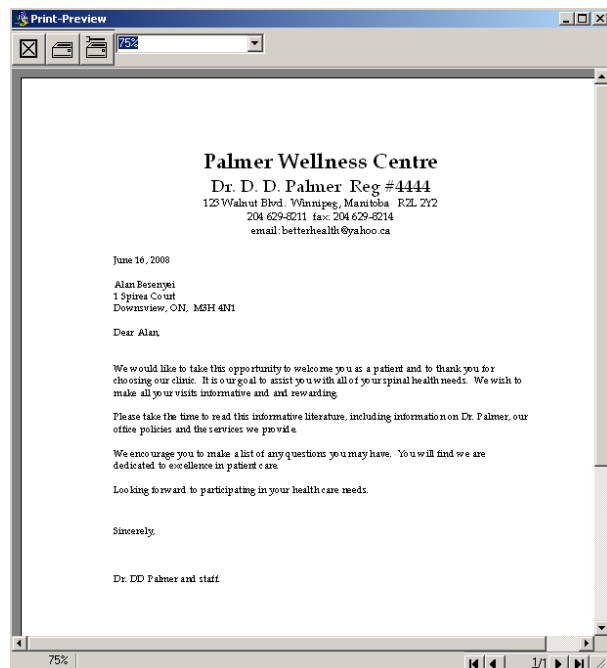 Print-Preview
75%
Palmer Wellness Centre
Dr. D. D. Palmer Reg #4444
123 Walnut Blvd. Winnipeg, Manitoba R2L 2Y2
204 629-8211 fax: 204 629-8214
email: betterhealth@yahoo.ca
June 16, 2008
Alan Besenyei
1 Spirea Court
Downsview, ON, M3H 4N1
Dear Alan,
We would like to take this opportunity to welcome you as a patient and to thank you for
choosing our clinic. It is our goal to assist you with all of your spinal health needs. We wish to
make all your visits informative and and rewarding.
Please take the time to read this informative literature, including information on Dr. Palmer, our
office policies and the services we provide.
We encourage you to make a list of any questions you may have. You will find we are
dedicated to excellence in patient care.
Looking forward to participating in your health care needs.
Sincerely,
Dr. DD Palmer and staff.
75%
1/1